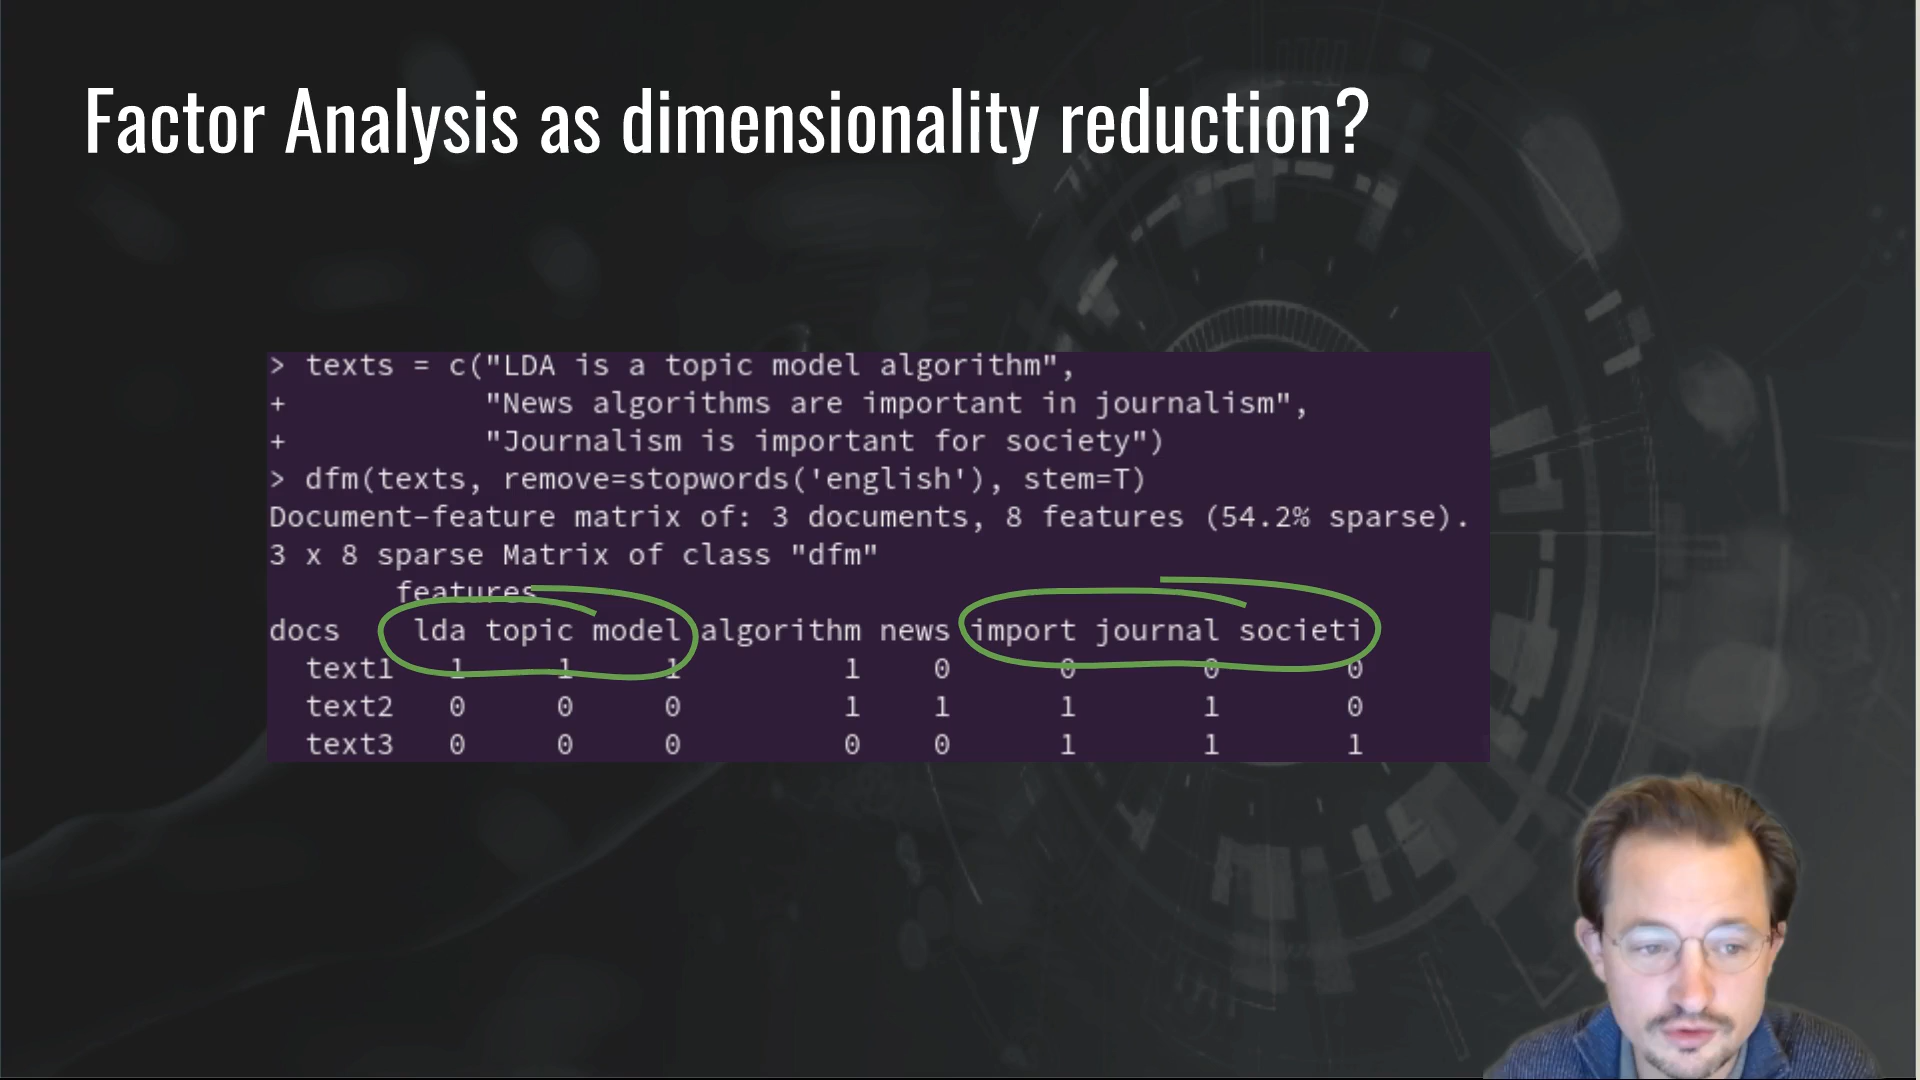 Factor Analysis as dimensionality reduction?
> texts = c("LDA is a topic model algorithm",
+           "News algorithms are important in journalism",
+           "Journalism is important for society")
> dfm(texts, remove=stopwords('english'), stem=T)
Document-feature matrix of: 3 documents, 8 features (54.2% sparse).
3 x 8 sparse Matrix of class "dfm"
       features
docs    lda topic model algorithm news import journal societi
  text1   1     1     1         1    0      0       0       0
  text2   0     0     0         1    1      1       1       0
  text3   0     0     0         0    0      1       1       1